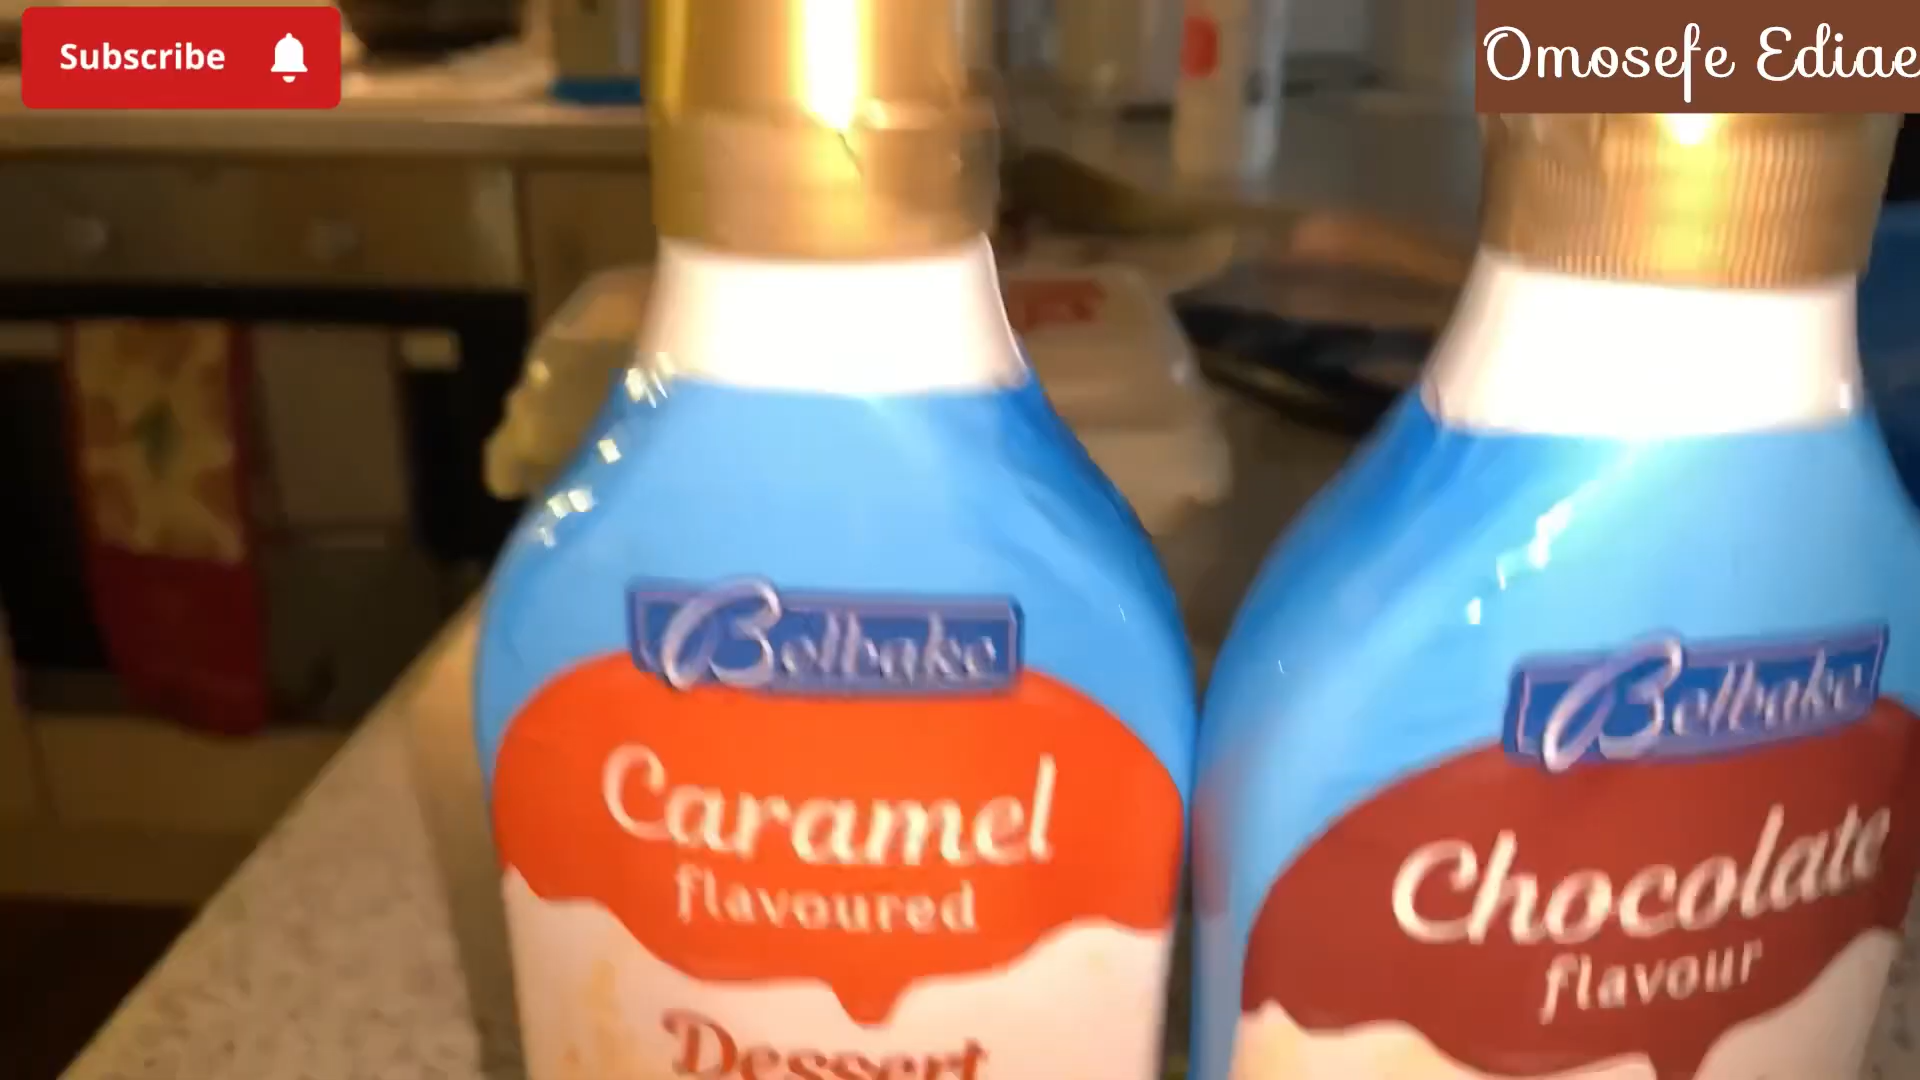 Subscribe
Omosefe Ediae
Belbake
Caramel
flavoured
Dessert
Belbake
Chocolate
flavour